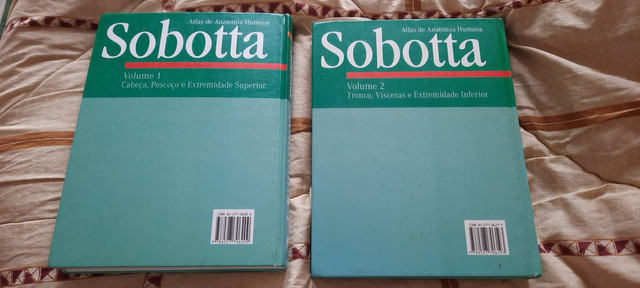 Atlas de Anatomia Humana
Sobotta
Volume 1
Cabeça, Pescoço e Extremidade Superior
Atlas de Anatomia Humana
Sobotta
Volume 2
Tronco, Vísceras e Extremidade Inferior